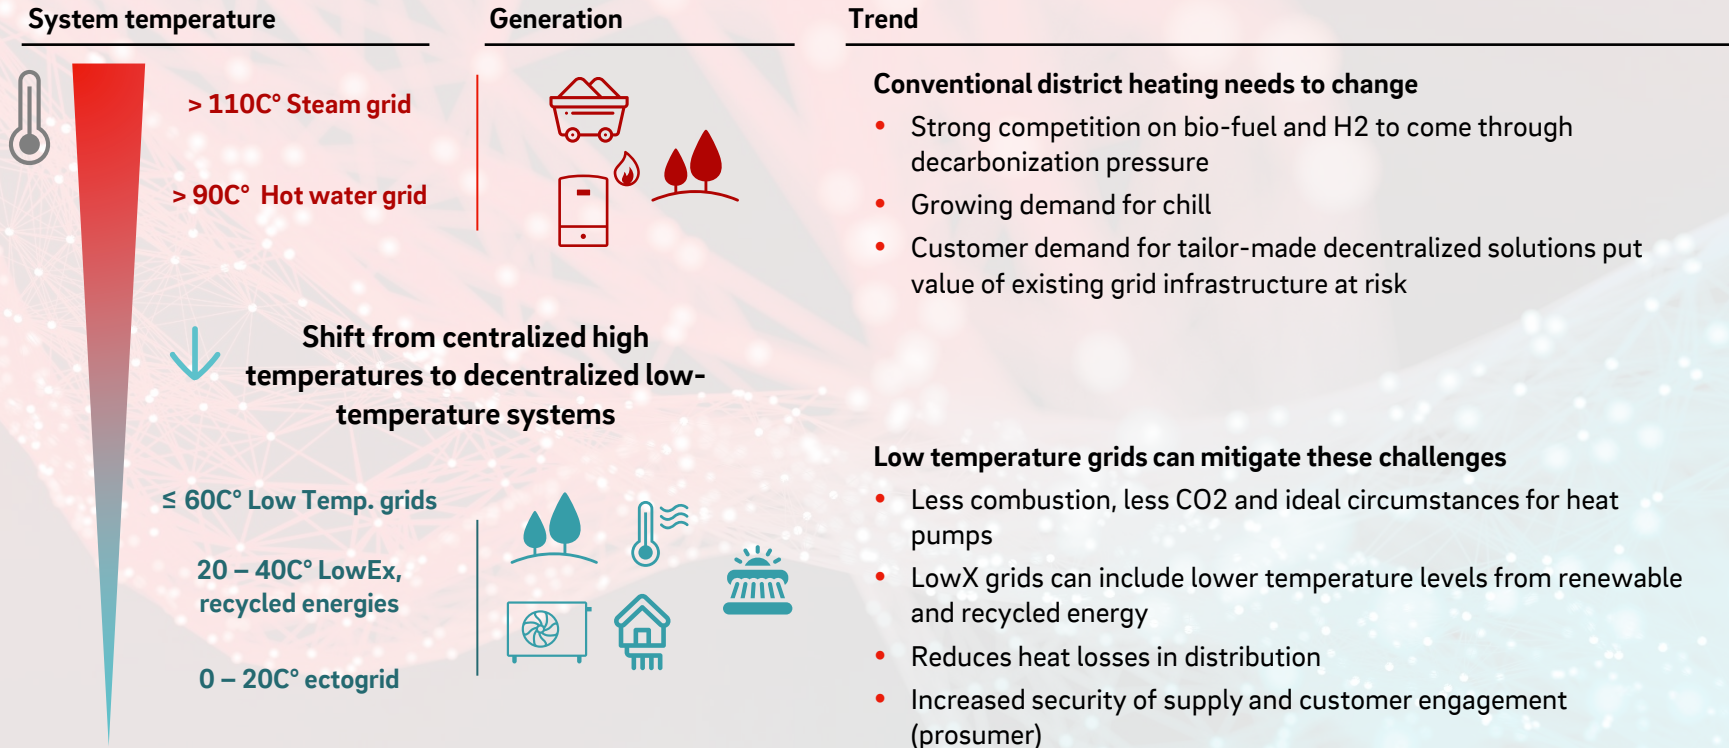 System temperature
Generation
Trend
> 110C° Steam grid
> 90C° Hot water grid
Shift from centralized high
temperatures to decentralized low-
temperature systems
≤ 60C° Low Temp. grids
20 – 40C° LowEx,
recycled energies
0 – 20C° ectogrid
Conventional district heating needs to change
• Strong competition on bio-fuel and H2 to come through
decarbonization pressure
• Growing demand for chill
• Customer demand for tailor-made decentralized solutions put
value of existing grid infrastructure at risk
Low temperature grids can mitigate these challenges
• Less combustion, less CO2 and ideal circumstances for heat
pumps
• LowX grids can include lower temperature levels from renewable
and recycled energy
• Reduces heat losses in distribution
• Increased security of supply and customer engagement
(prosumer)